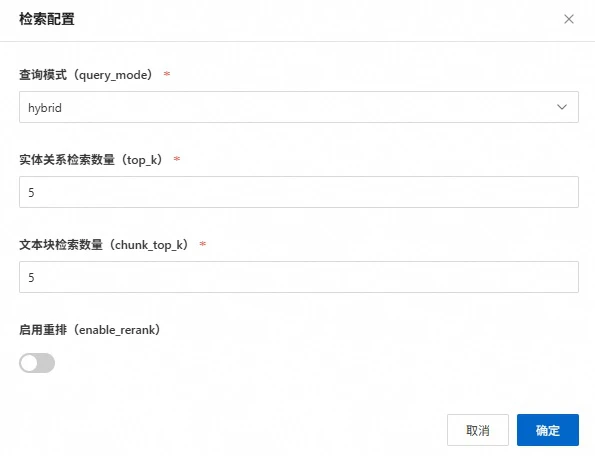 检索配置
查询模式（query_mode） *
hybrid
实体关系检索数量（top_k） *
5
文本块检索数量（chunk_top_k） *
5
启用重排（enable_rerank）
取消 确定